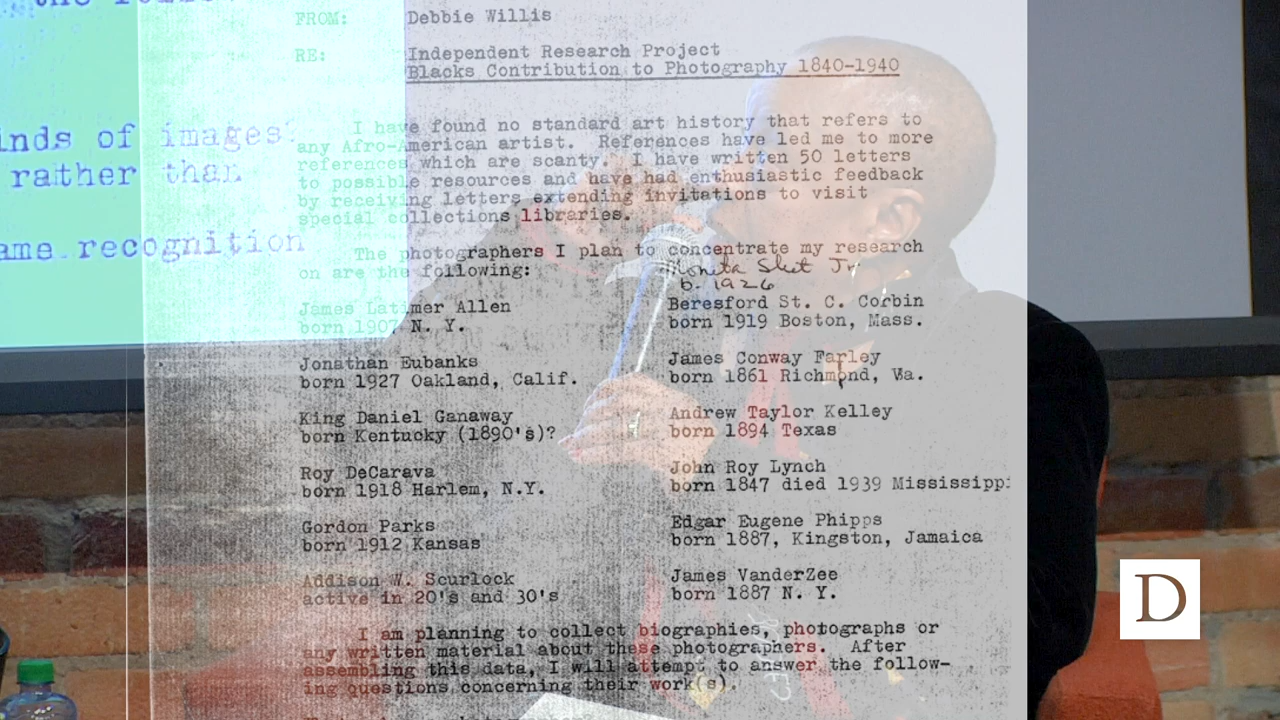 FROM: Debbie Willis
RE: Independent Research Project
Blacks Contribution to Photography 1840-1940
inds of images
rather than
ame recognition
I have found no standard art history that refers to
any Afro-American artist. References have led me to more
references which are scanty. I have written 50 letters
to possible resources and have had enthusiastic feedback
by receiving letters extending invitations to visit
special collections libraries.
The photographers I plan to concentrate my research
on are the following:
Moneta Slet Jr
b. 1926
James Latimer Allen
born 1907 N. Y.
Jonathan Eubanks
born 1927 Oakland, Calif.
King Daniel Ganaway
born Kentucky (1890's)?
Roy DeCarava
born 1918 Harlem, N.Y.
Gordon Parks
born 1912 Kansas
Addison W. Scurlock
active in 20's and 30's
Beresford St. C. Corbin
born 1919 Boston, Mass.
James Conway Farley
born 1861 Richmond, Va.
Andrew Taylor Kelley
born 1894 Texas
John Roy Lynch
born 1847 died 1939 Mississippi
Edgar Eugene Phipps
born 1887, Kingston, Jamaica
James VanderZee
born 1887 N. Y.
I am planning to collect biographies, photographs or
any written material about these photographers. After
assembling this data, I will attempt to answer the follow-
ing questions concerning their work(s).
D